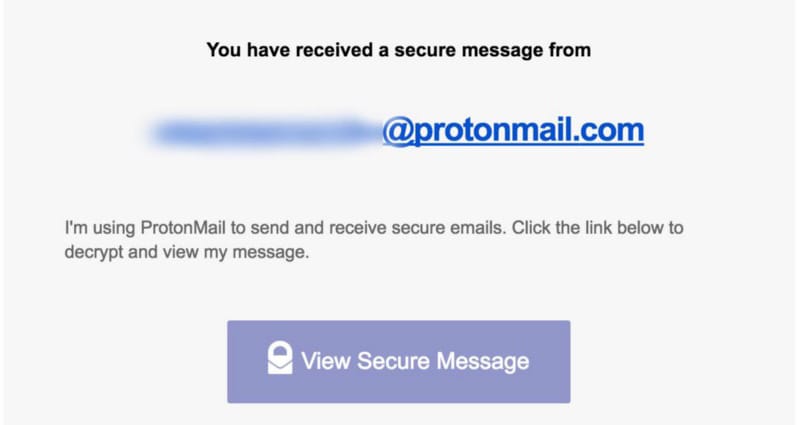 You have received a secure message from
@protonmail.com
I'm using ProtonMail to send and receive secure emails. Click the link below to
decrypt and view my message.
View Secure Message